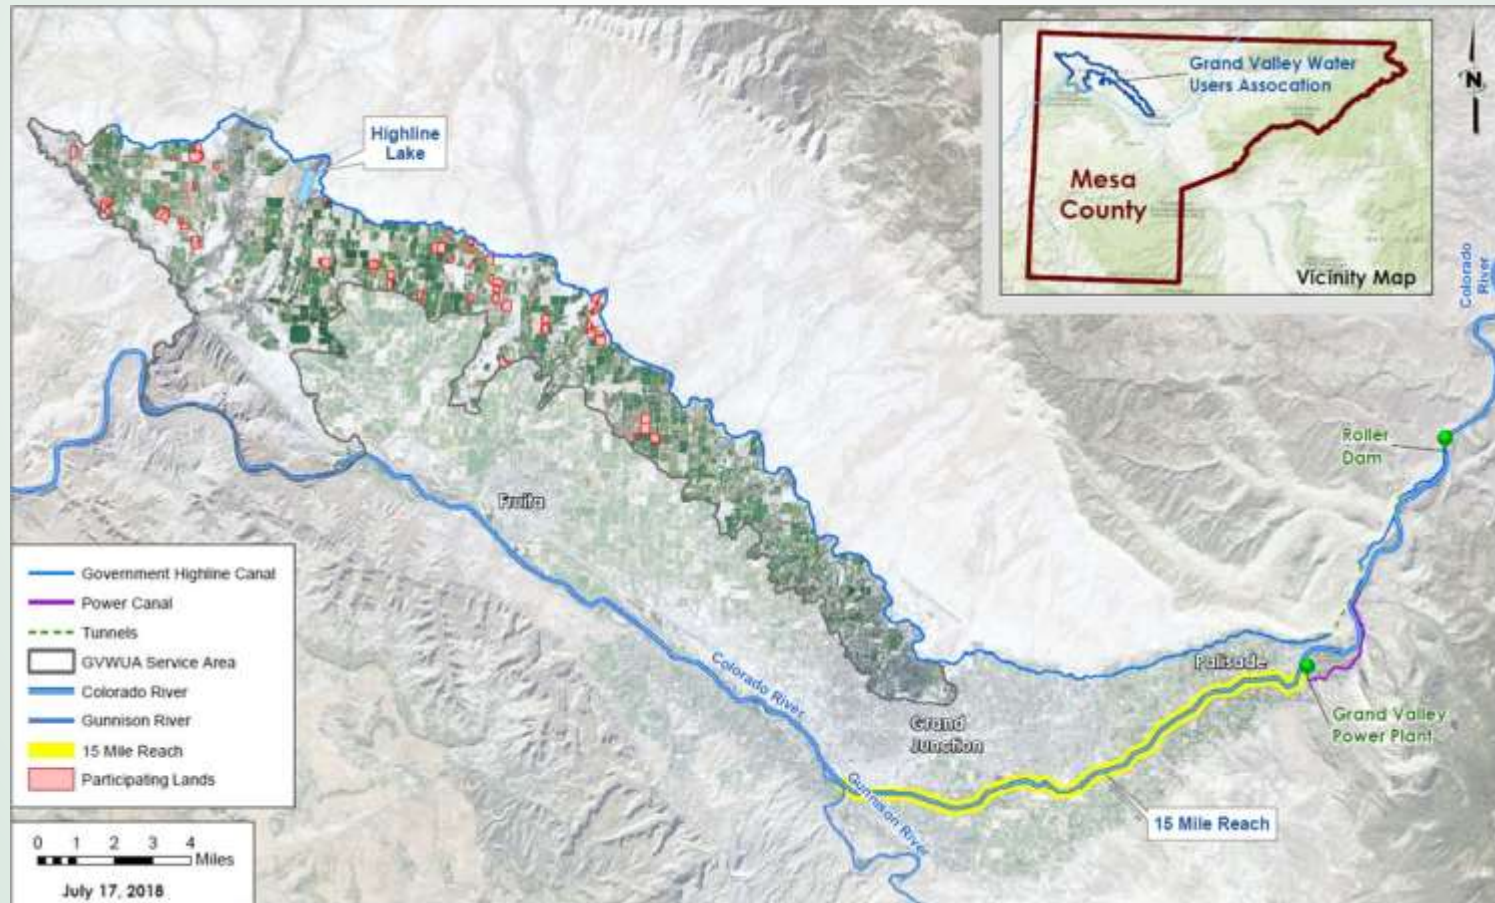 Highline
Lake
Grand Valley Water
Users Assocation
Mesa
County
Vicinity Map
N
Colorado
River
Roller
Dam
Fruita
Government Highline Canal
Power Canal
Tunnels
GVWUA Service Area
Colorado River
Gunnison River
15 Mile Reach
Participating Lands
Colorado River
Palisade
Grand Valley
Power Plant
Grand
Junction
Gunnison River
15 Mile Reach
0 1 2 3 4
Miles
July 17, 2018